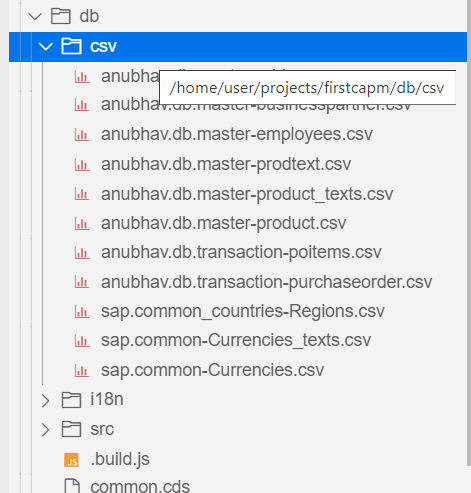 db
csv
anubhav.db.
/home/user/projects/firstcapm/db/csv
anubhav.db.master-businesspartner.csv
anubhav.db.master-employees.csv
anubhav.db.master-prodtext.csv
anubhav.db.master-product_texts.csv
anubhav.db.master-product.csv
anubhav.db.transaction-poitems.csv
anubhav.db.transaction-purchaseorder.csv
sap.common_countries-Regions.csv
sap.common-Currencies_texts.csv
sap.common-Currencies.csv
i18n
src
JS .build.js
common.cds